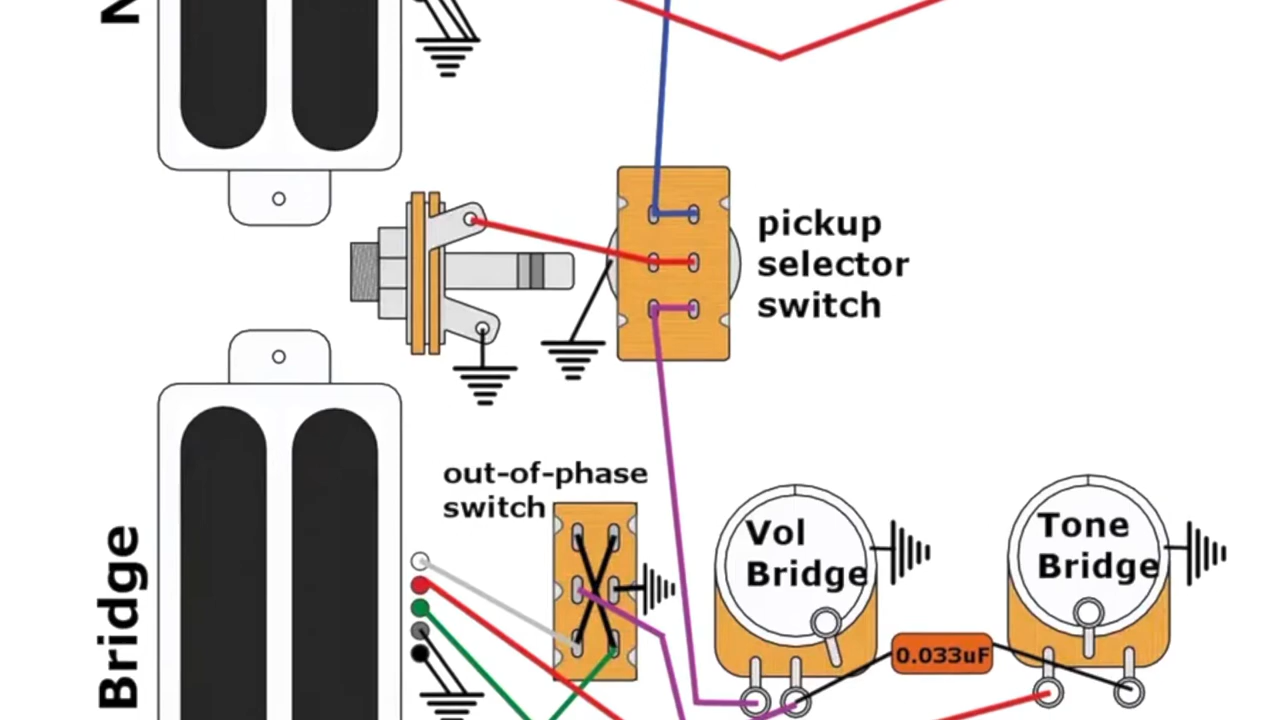 N
pickup
selector
switch
out-of-phase
switch
Bridge
Vol
Bridge
Tone
Bridge
0.033uF